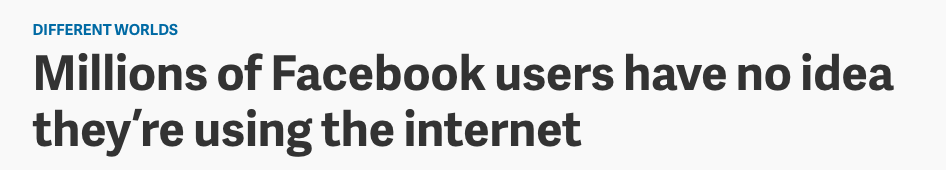 DIFFERENT WORLDS
Millions of Facebook users have no idea
they’re using the internet